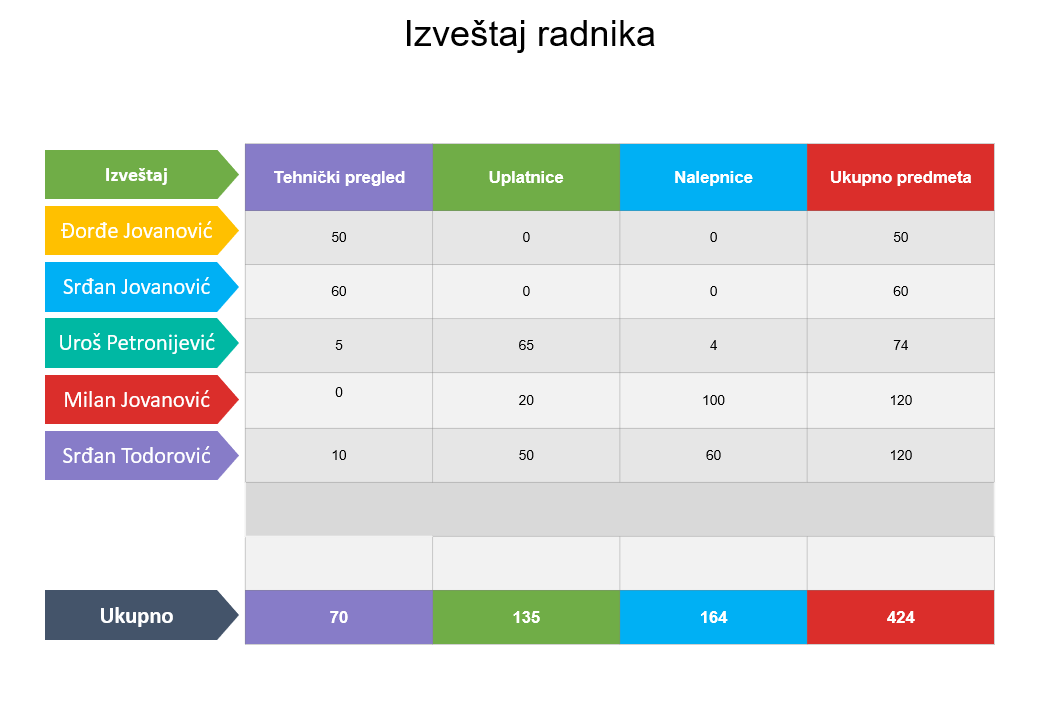 Izveštaj radnika
Izveštaj Tehnički pregled Uplatnice Nalepnice Ukupno predmeta
Đorđe Jovanović 50 0 0 50
Srđan Jovanović 60 0 0 60
Uroš Petronijević 5 65 4 74
Milan Jovanović 0 20 100 120
Srđan Todorović 10 50 60 120
Ukupno 70 135 164 424